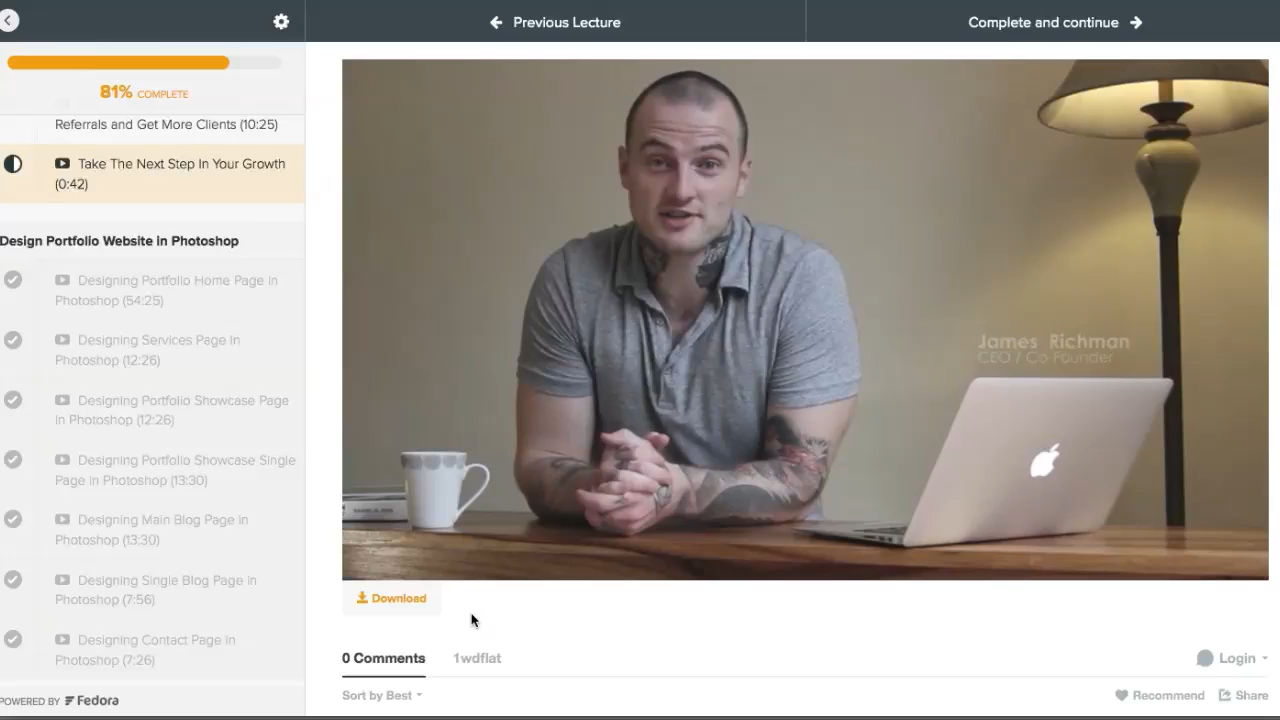 Previous Lecture
Complete and continue
81% COMPLETE
Referrals and Get More Clients (10:25)
Take The Next Step In Your Growth
(0:42)
Design Portfolio Website in Photoshop
Designing Portfolio Home Page in
Photoshop (54:25)
Designing Services Page In
Photoshop (12:26)
Designing Portfolio Showcase Page
In Photoshop (12:26)
Designing Portfolio Showcase Single
Page In Photoshop (13:30)
Designing Main Blog Page in
Photoshop (13:30)
Designing Single Blog Page in
Photoshop (7:56)
Designing Contact Page in
Photoshop (7:26)
POWERED BY Fedora
James Richman
CEO / Co Founder
Download
0 Comments
1wdflat
Login
Sort by Best
Recommend
Share